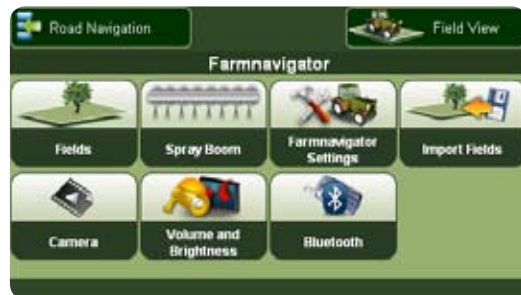 Road Navigation
Field View
Farmnavigator
Fields
Spray Boom
Farmnavigator
Settings
Import Fields
Camera
Volume and
Brightness
Bluetooth